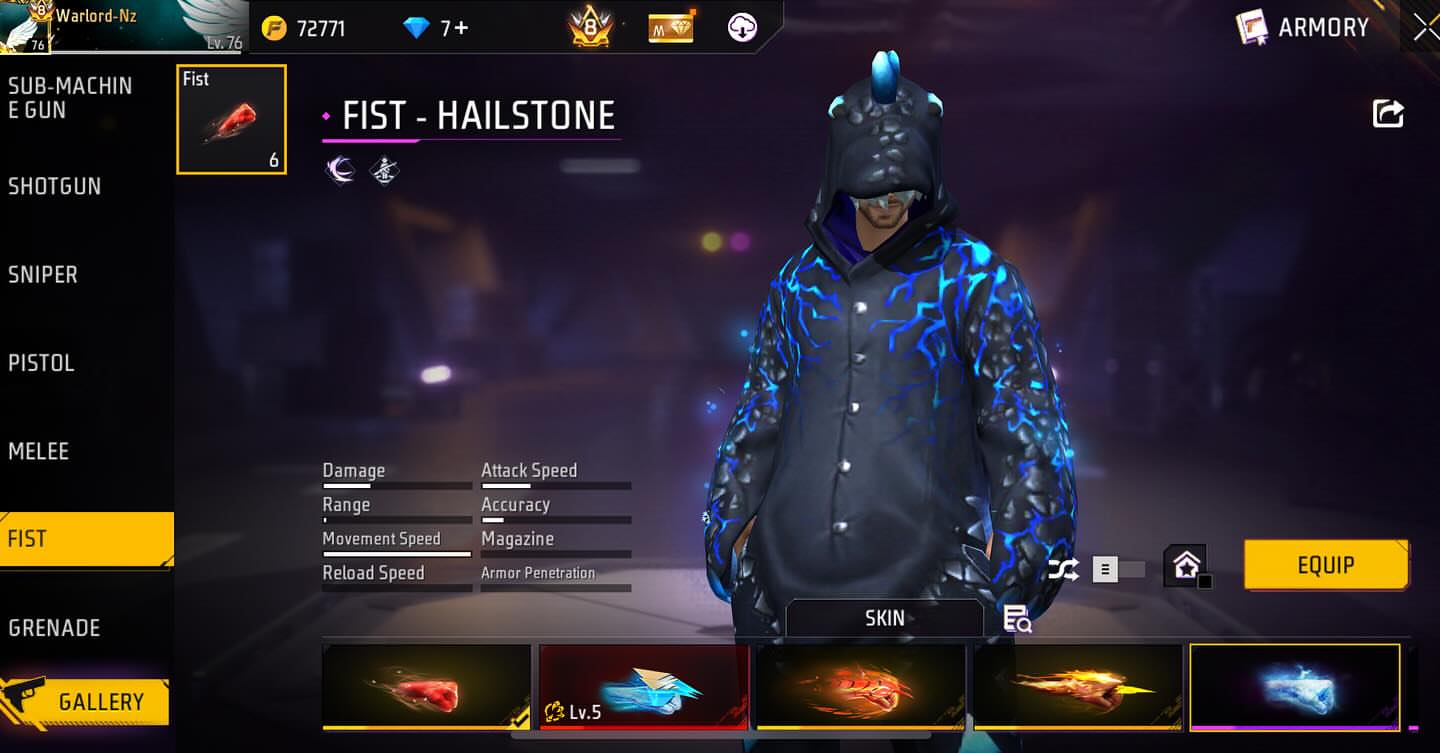 8
Warlord-Nz
76
Lv.76
F
72771
7+
8
M
ARMORY
SUB-MACHIN
E GUN
SHOTGUN
SNIPER
PISTOL
MELEE
FIST
GRENADE
GALLERY
Fist
6
FIST - HAILSTONE
Damage
Attack Speed
Range
Accuracy
Movement Speed
Magazine
Reload Speed
Armor Penetration
EQUIP
SKIN
Lv.5